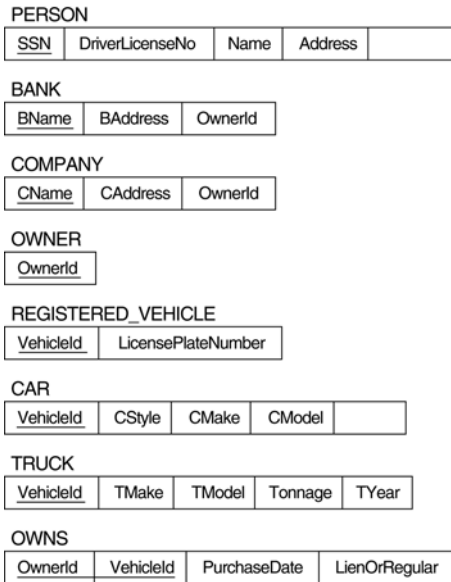 PERSON
SSN DriverLicenseNo Name Address
BANK
BName BAddress OwnerId
COMPANY
CName CAddress OwnerId
OWNER
OwnerId
REGISTERED_VEHICLE
VehicleId LicensePlateNumber
CAR
VehicleId CStyle CMake CModel
TRUCK
VehicleId TMake TModel Tonnage TYear
OWNS
OwnerId VehicleId PurchaseDate LienOrRegular